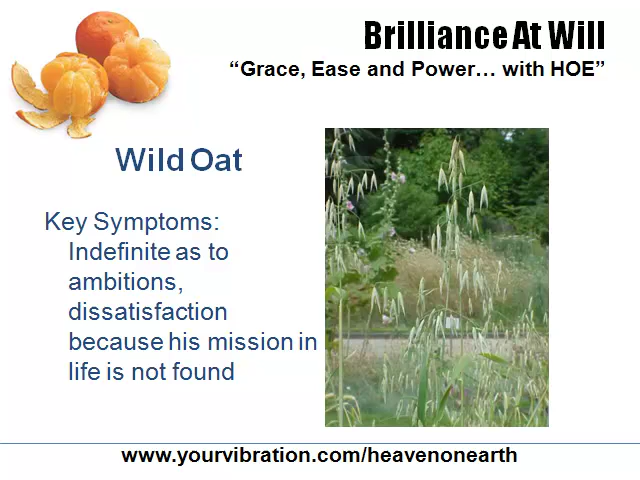 Brilliance At Will
“Grace, Ease and Power… with HOE”
Wild Oat
Key Symptoms:
Indefinite as to
ambitions,
dissatisfaction
because his mission in
life is not found
www.yourvibration.com/heavenonearth